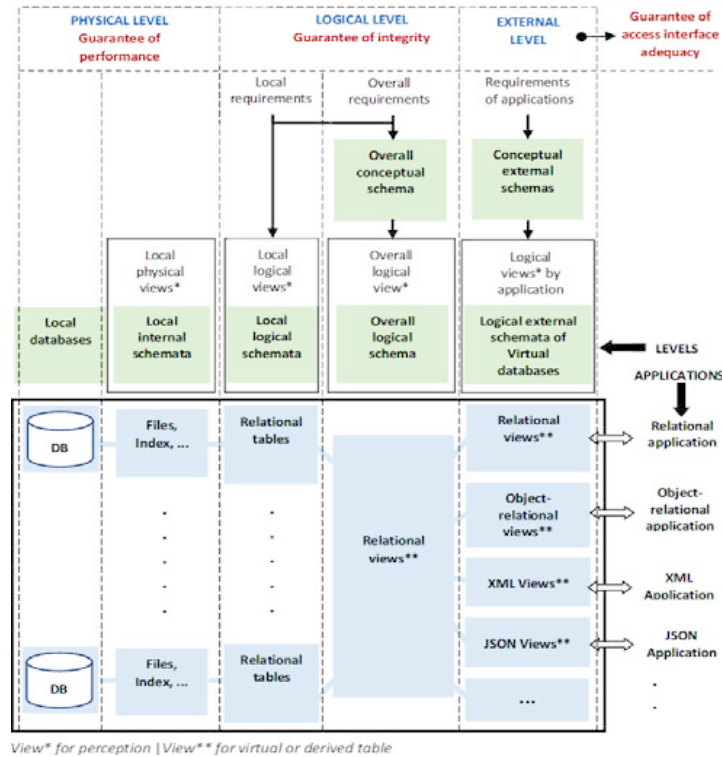 PHYSICAL LEVEL
Guarantee of
performance
LOGICAL LEVEL
Guarantee of integrity
EXTERNAL
LEVEL
Guarantee of
access interface
adequacy
Local
requirements
Overall
requirements
Requirements
of applications
Overall
conceptual
schema
Conceptual
external
schemas
Local
physical
views*
Local
logical
views*
Overall
logical
view*
Logical
views* by
application
Local
databases
Local
internal
schemata
Local
logical
schemata
Overall
logical
schema
Logical external
schemata of
Virtual
databases
LEVELS
APPLICATIONS
DB
Files,
Index, ...
Relational
tables
Relational
views**
Relational
application
Object-
relational
views**
Object-
relational
application
Relational
views**
XML Views**
XML
Application
JSON Views**
JSON
Application
DB
Files,
Index, ...
Relational
tables
...
View* for perception | View** for virtual or derived table